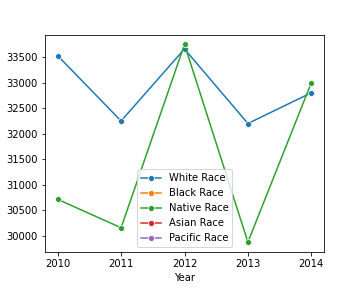 33500
33000
32500
32000
31500
31000
30500
30000
White Race
Black Race
Native Race
Asian Race
Pacific Race
2010 2011 2012 2013 2014
Year